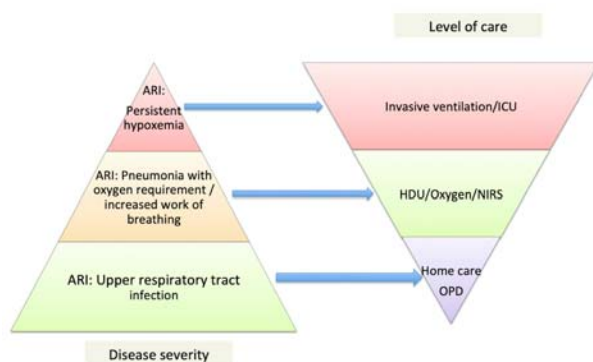 Level of care
ARI:
Persistent
hypoxemia
Invasive ventilation/ICU
ARI: Pneumonia with
oxygen requirement /
increased work of
breathing
HDU/Oxygen/NIRS
ARI: Upper respiratory tract
infection
Home care
OPD
Disease severity